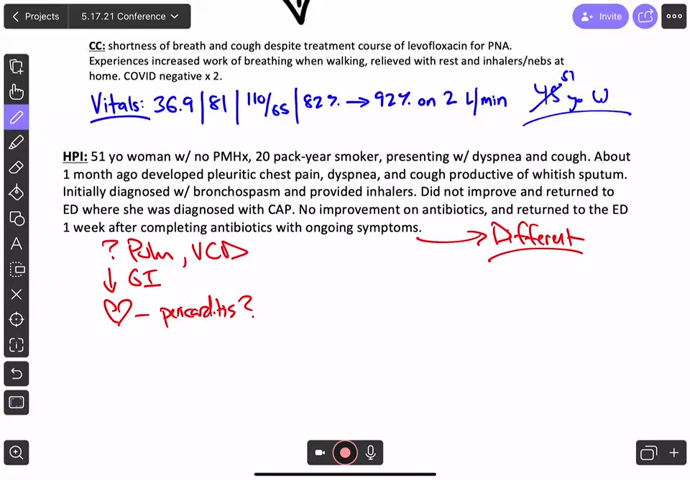 Projects
5.17.21 Conference
Invite
CC: shortness of breath and cough despite treatment course of levofloxacin for PNA.
Experiences increased work of breathing when walking, relieved with rest and inhalers/nebs at
home. COVID negative x 2.
Vitals: 36.9 | 81 | 110/65 | 82% → 92% on 2 L/min
51
yo W
HPI: 51 yo woman w/ no PMHx, 20 pack-year smoker, presenting w/ dyspnea and cough. About
1 month ago developed pleuritic chest pain, dyspnea, and cough productive of whitish sputum.
Initially diagnosed w/ bronchospasm and provided inhalers. Did not improve and returned to
ED where she was diagnosed with CAP. No improvement on antibiotics, and returned to the ED
1 week after completing antibiotics with ongoing symptoms.
→ Different
? Pulm, VCD
↓ GI
♡ - pericarditis?
A